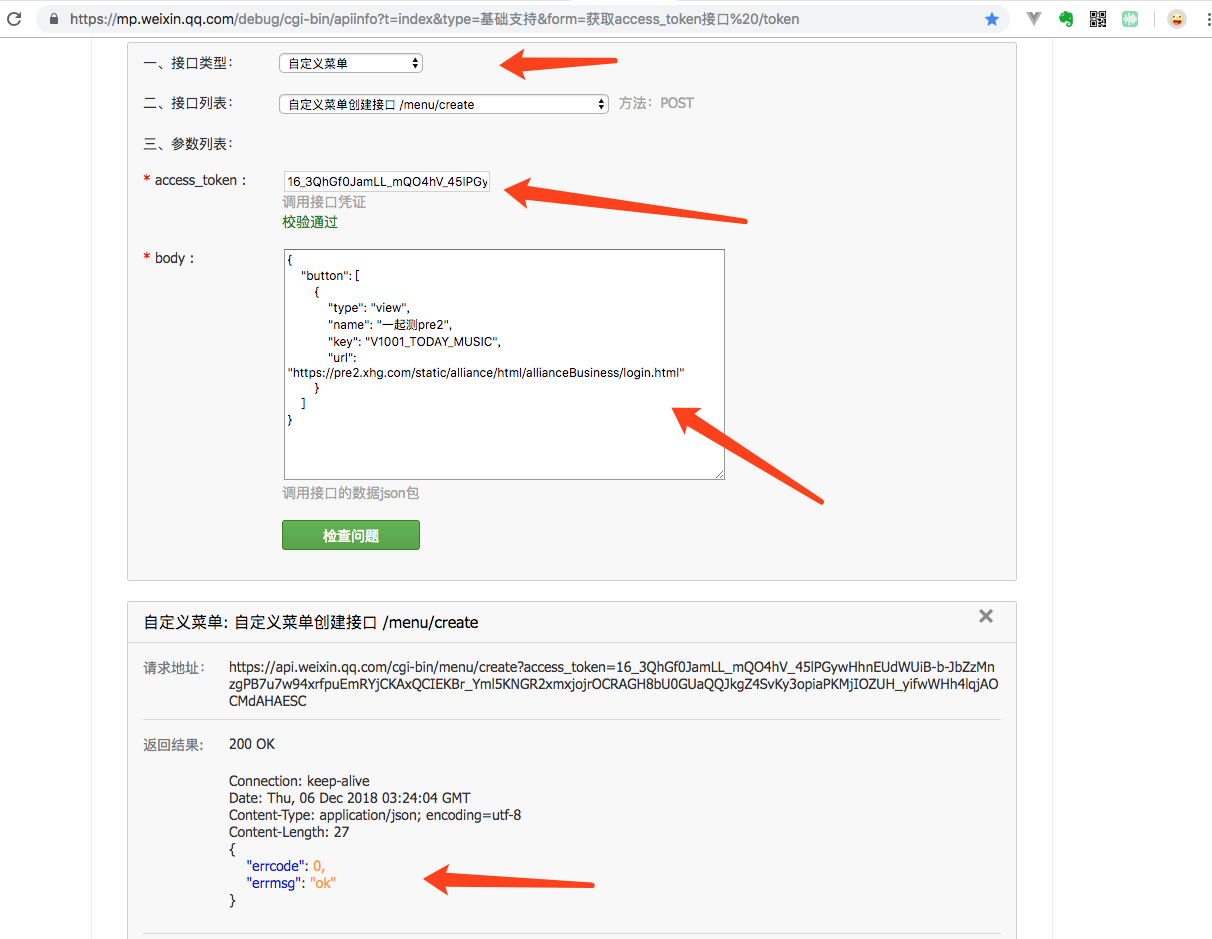 https://mp.weixin.qq.com/debug/cgi-bin/apiinfo?t=index&type=基础支持&form=获取access_token接口%20/token
一、接口类型：
自定义菜单
二、接口列表：
自定义菜单创建接口 /menu/create
方法：POST
三、参数列表：
* access_token：
16_3QhGf0JamLL_mQO4hV_45lPGy
调用接口凭证
校验通过
* body：
{
"button": [
{
"type": "view",
"name": "一起测pre2",
"key": "V1001_TODAY_MUSIC",
"url":
"https://pre2.xhg.com/static/alliance/html/allianceBusiness/login.html"
}
]
}
调用接口的数据json包
检查问题
自定义菜单: 自定义菜单创建接口 /menu/create
请求地址：
https://api.weixin.qq.com/cgi-bin/menu/create?access_token=16_3QhGf0JamLL_mQO4hV_45lPGywHhnEUdWUiB-b-JbZzMn
zgPB7u7w94xrfpuEmRYjCKAxQCIEKBr_Yml5KNGR2xmxjojrOCRAGH8bU0GUaQQJkgZ4SvKy3opiaPKMjIOZUH_yifwWHh4lqjAO
CMdAHAESC
返回结果:
200 OK
Connection: keep-alive
Date: Thu, 06 Dec 2018 03:24:04 GMT
Content-Type: application/json; encoding=utf-8
Content-Length: 27
{
"errcode": 0,
"errmsg": "ok"
}